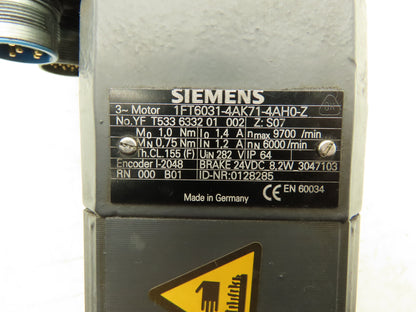 SIEMENS
3~ Motor 1FT6031-4AK71-4AH0-Z
No.YF T533 6332 01 002 Z: S07
M0 1,0 Nm I0 1,4 A nmax 9700 /min
MN 0,75 Nm IN 1,2 A nN 6000/min
Th.CL.155 (F) UIN 282 V IP 64
Encoder I-2048 BRAKE 24VDC 8,2W 3047103
RN 000 B01 ID-NR:0128285
Made in Germany CE EN 60034